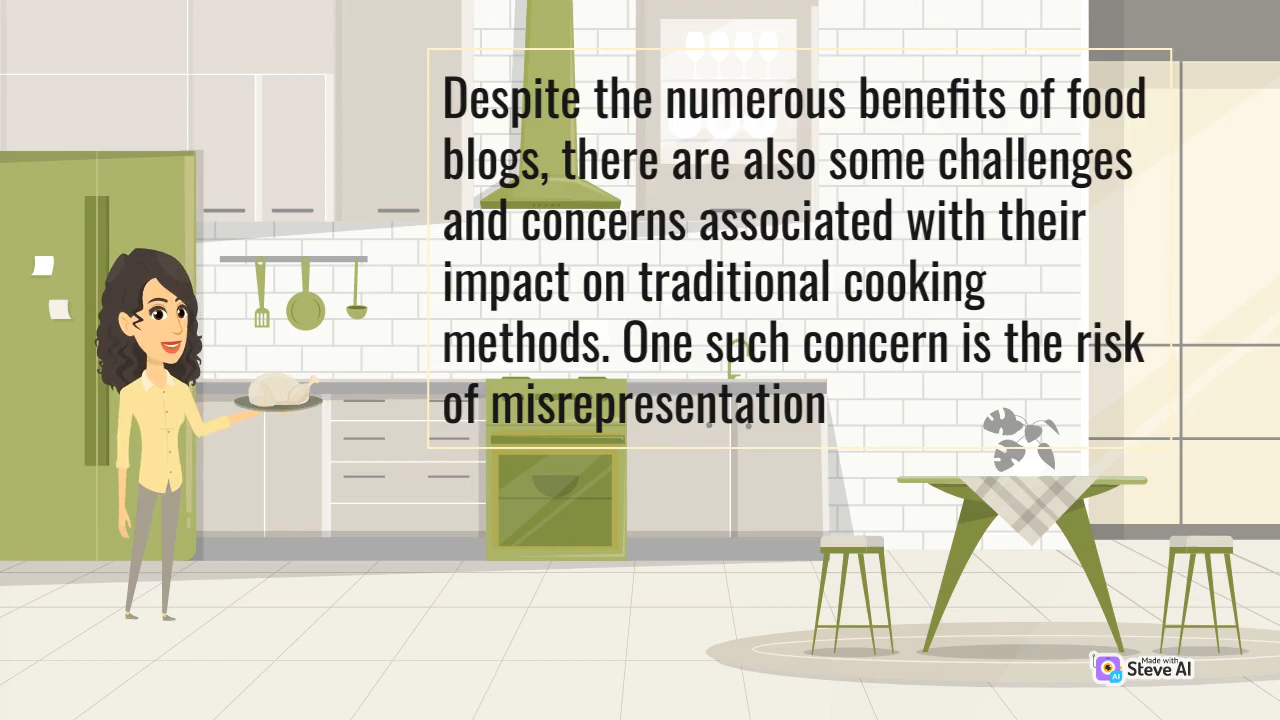 Despite the numerous benefits of food
blogs, there are also some challenges
and concerns associated with their
impact on traditional cooking
methods. One such concern is the risk
of misrepresentation
Made with
Steve AI
AI